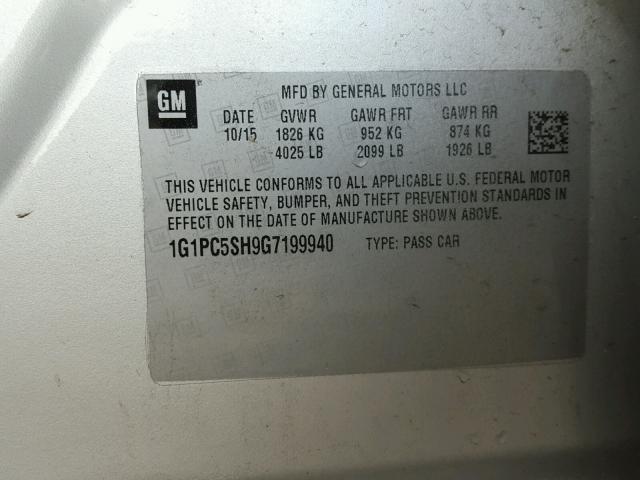 GM
MFD BY GENERAL MOTORS LLC
DATE GVWR GAWR FRT GAWR RR
10/15 1826 KG 952 KG 874 KG
4025 LB 2099 LB 1926 LB
THIS VEHICLE CONFORMS TO ALL APPLICABLE U.S. FEDERAL MOTOR
VEHICLE SAFETY, BUMPER, AND THEFT PREVENTION STANDARDS IN
EFFECT ON THE DATE OF MANUFACTURE SHOWN ABOVE.
1G1PC5SH9G7199940 TYPE: PASS CAR